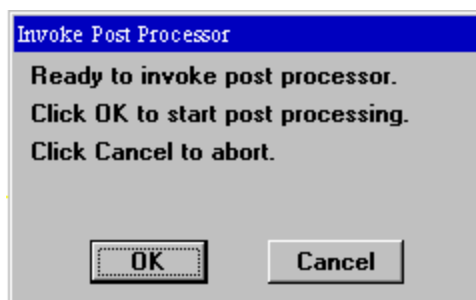 Invoke Post Processor
Ready to invoke post processor.
Click OK to start post processing.
Click Cancel to abort.
OK
Cancel